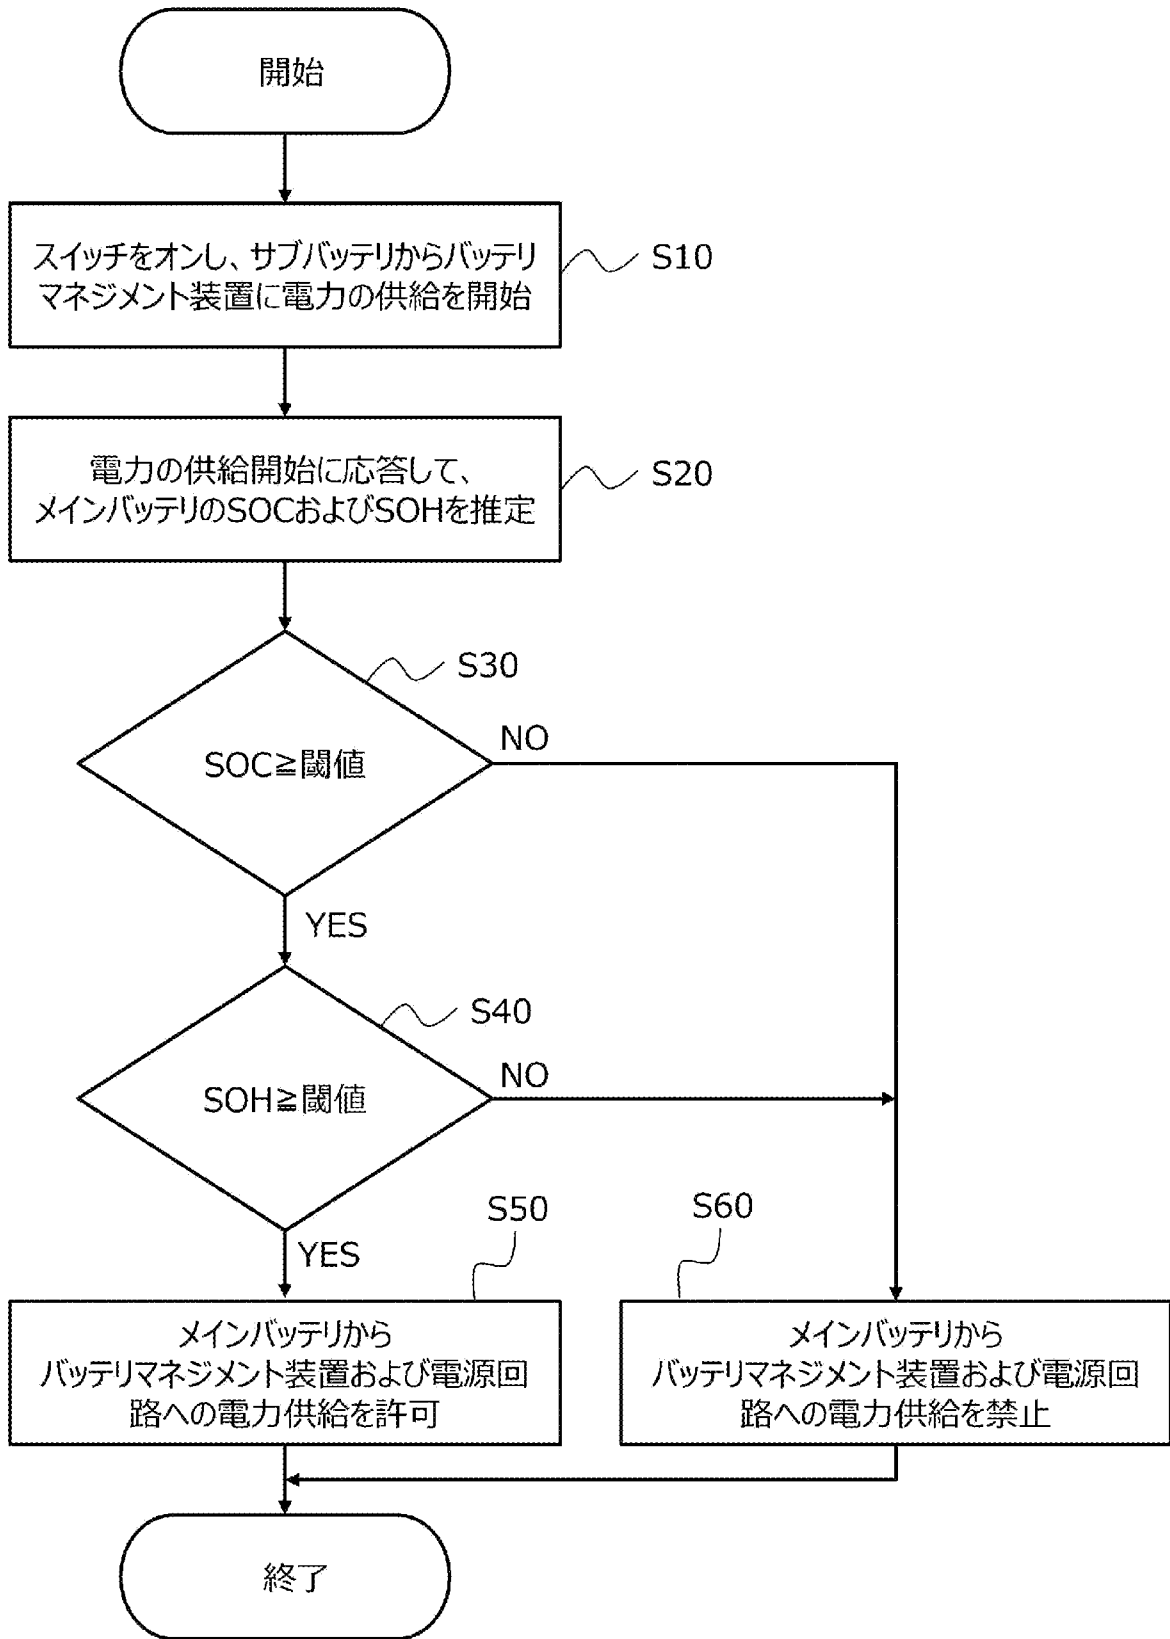 開始
スイッチをオンし、サブバッテリからバッテリ
マネジメント装置に電力の供給を開始
S10
電力の供給開始に応答して、
メインバッテリのSOCおよびSOHを推定
S20
S30
SOC≧閾値
NO
YES
S40
SOH≧閾値
NO
YES
S50
メインバッテリから
バッテリマネジメント装置および電源回
路への電力供給を許可
S60
メインバッテリから
バッテリマネジメント装置および電源回
路への電力供給を禁止
終了